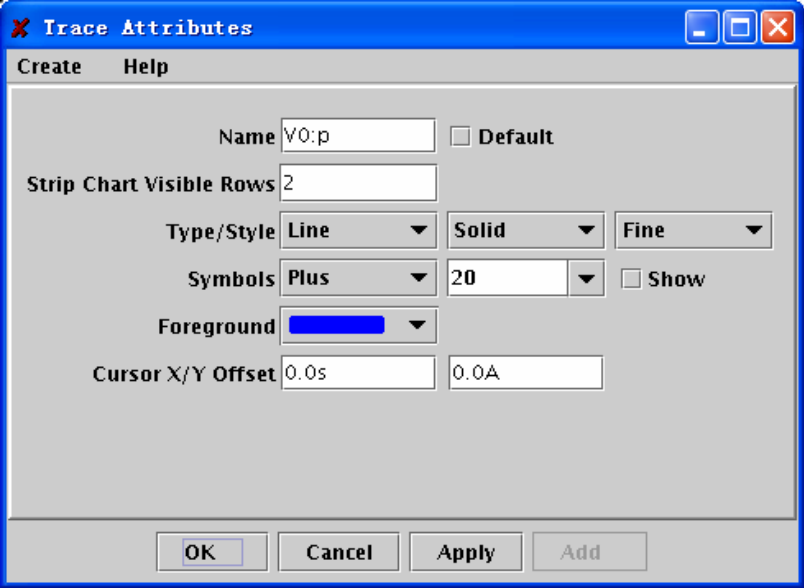 Trace Attributes
Create Help
Name V0:p Default
Strip Chart Visible Rows 2
Type/Style Line Solid Fine
Symbols Plus 20 Show
Foreground
Cursor X/Y Offset 0.0s 0.0A
OK Cancel Apply Add